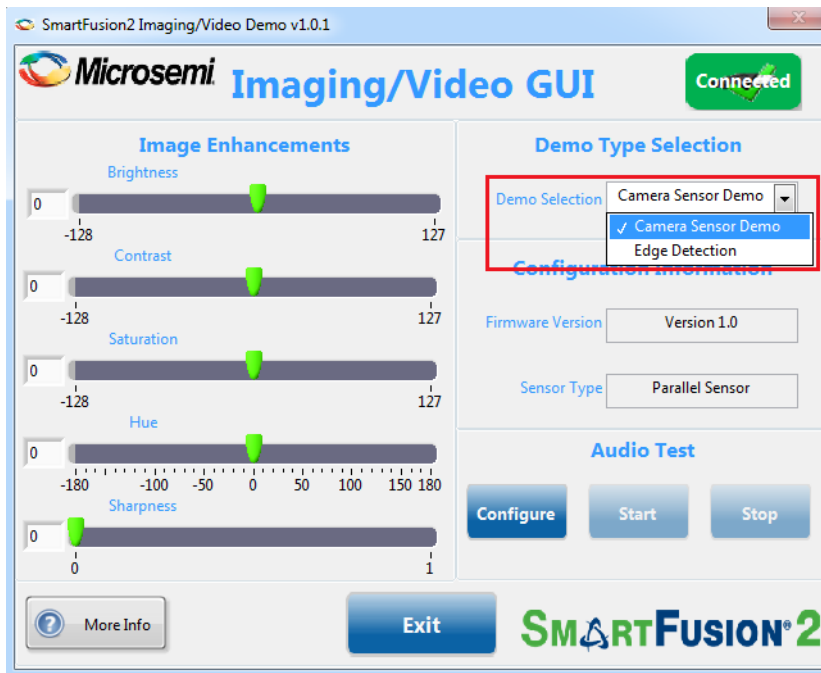 SmartFusion2 Imaging/Video Demo v1.0.1
Microsemi Imaging/Video GUI
Connected
Image Enhancements
Brightness
0
-128 127
Contrast
0
-128 127
Saturation
0
-128 127
Hue
0
-180 -100 -50 0 50 100 150 180
Sharpness
0
0 1
Demo Type Selection
Demo Selection Camera Sensor Demo
✓ Camera Sensor Demo
Edge Detection
Configuration Information
Firmware Version Version 1.0
Sensor Type Parallel Sensor
Audio Test
Configure Start Stop
More Info
Exit
SMARTFUSION® 2